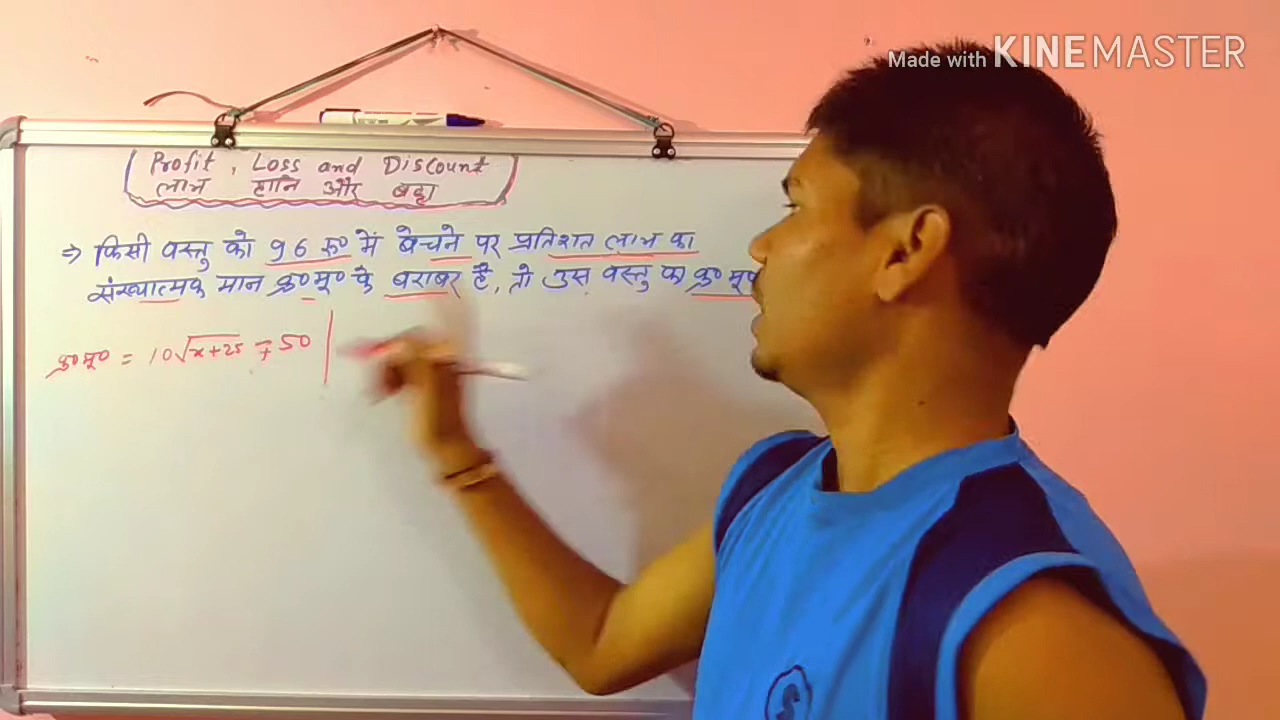 Made with KINEMASTER
Profit, Loss and Discount
लाभ हानि और बट्टा
⇒ किसी वस्तु को 96 रु० में बेचने पर प्रतिशत लाभ का
संख्यात्मक मान क्र०मू० के बराबर है, तो उस वस्तु का क्र० मू०
क्र०मू० = 10√x+25 ∓ 50